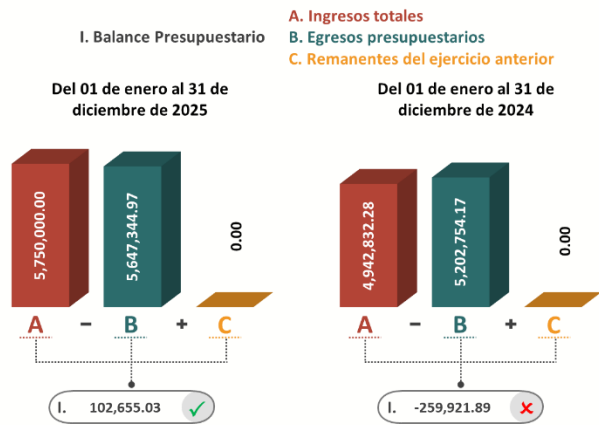 A. Ingresos totales
I. Balance Presupuestario
B. Egresos presupuestarios
C. Remanentes del ejercicio anterior
Del 01 de enero al 31 de
diciembre de 2025
Del 01 de enero al 31 de
diciembre de 2024
5,750,000.00
5,647,344.97
0.00
4,942,832.28
5,202,754.17
0.00
A – B + C
A – B + C
I. 102,655.03 ✓
I. -259,921.89 ✘